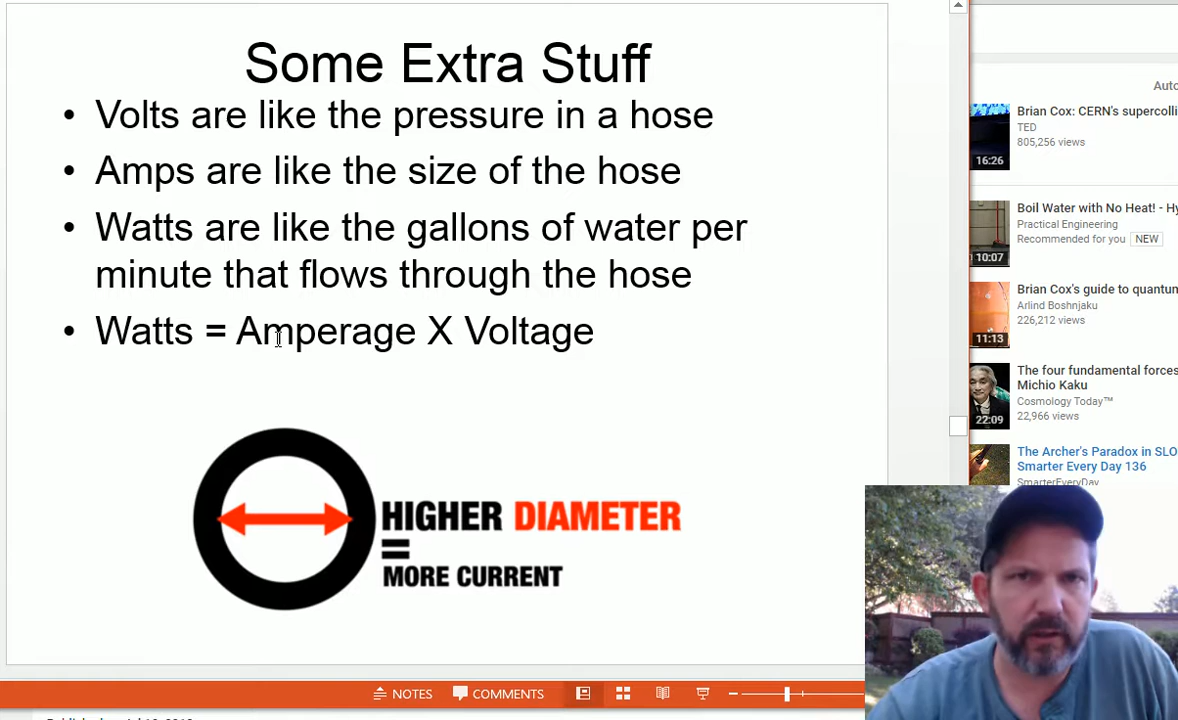 Some Extra Stuff
• Volts are like the pressure in a hose
• Amps are like the size of the hose
• Watts are like the gallons of water per
minute that flows through the hose
• Watts = Amperage X Voltage
HIGHER DIAMETER
=
MORE CURRENT
NOTES COMMENTS
Auto
Brian Cox: CERN's supercolli
TED
805,256 views
16:26
Boil Water with No Heat! - Hy
Practical Engineering
Recommended for you NEW
10:07
Brian Cox's guide to quantun
Arlind Boshnjaku
226,212 views
11:13
The four fundamental forces
Michio Kaku
Cosmology Today™
22,966 views
22:09
The Archer's Paradox in SLO
Smarter Every Day 136
SmarterEveryDay